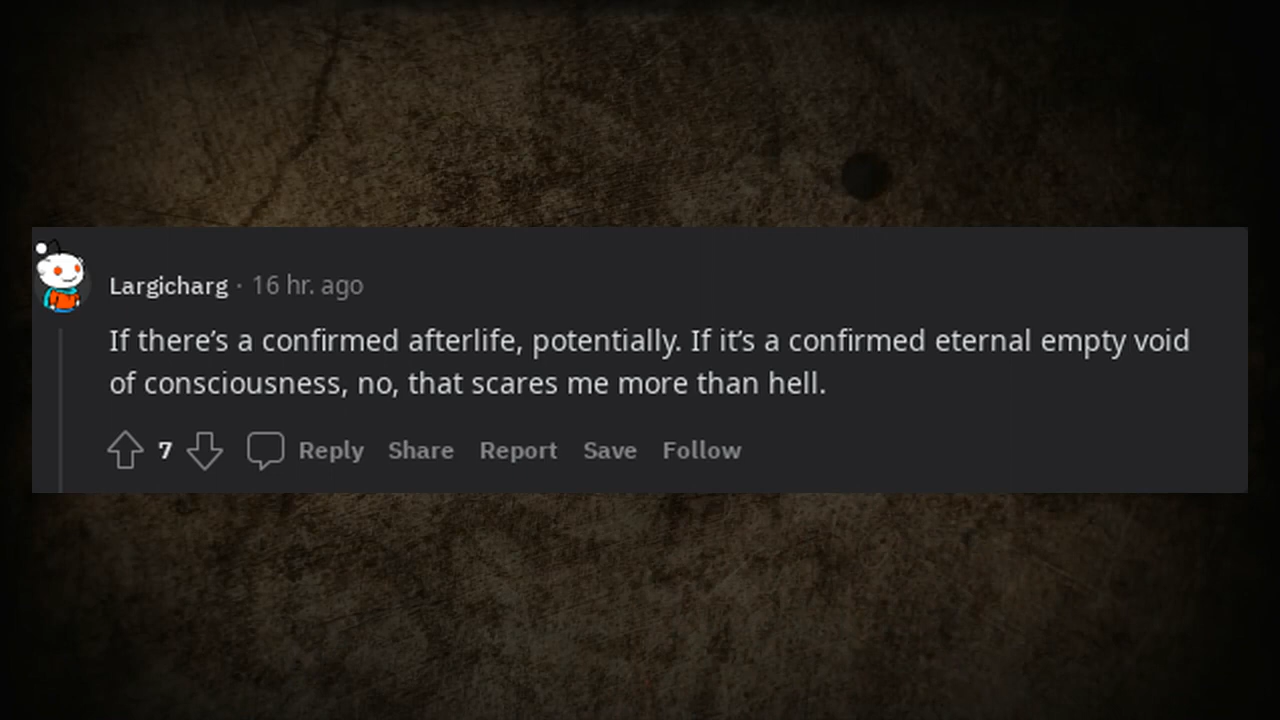 Largicharg · 16 hr. ago
If there’s a confirmed afterlife, potentially. If it’s a confirmed eternal empty void
of consciousness, no, that scares me more than hell.
7 Reply Share Report Save Follow